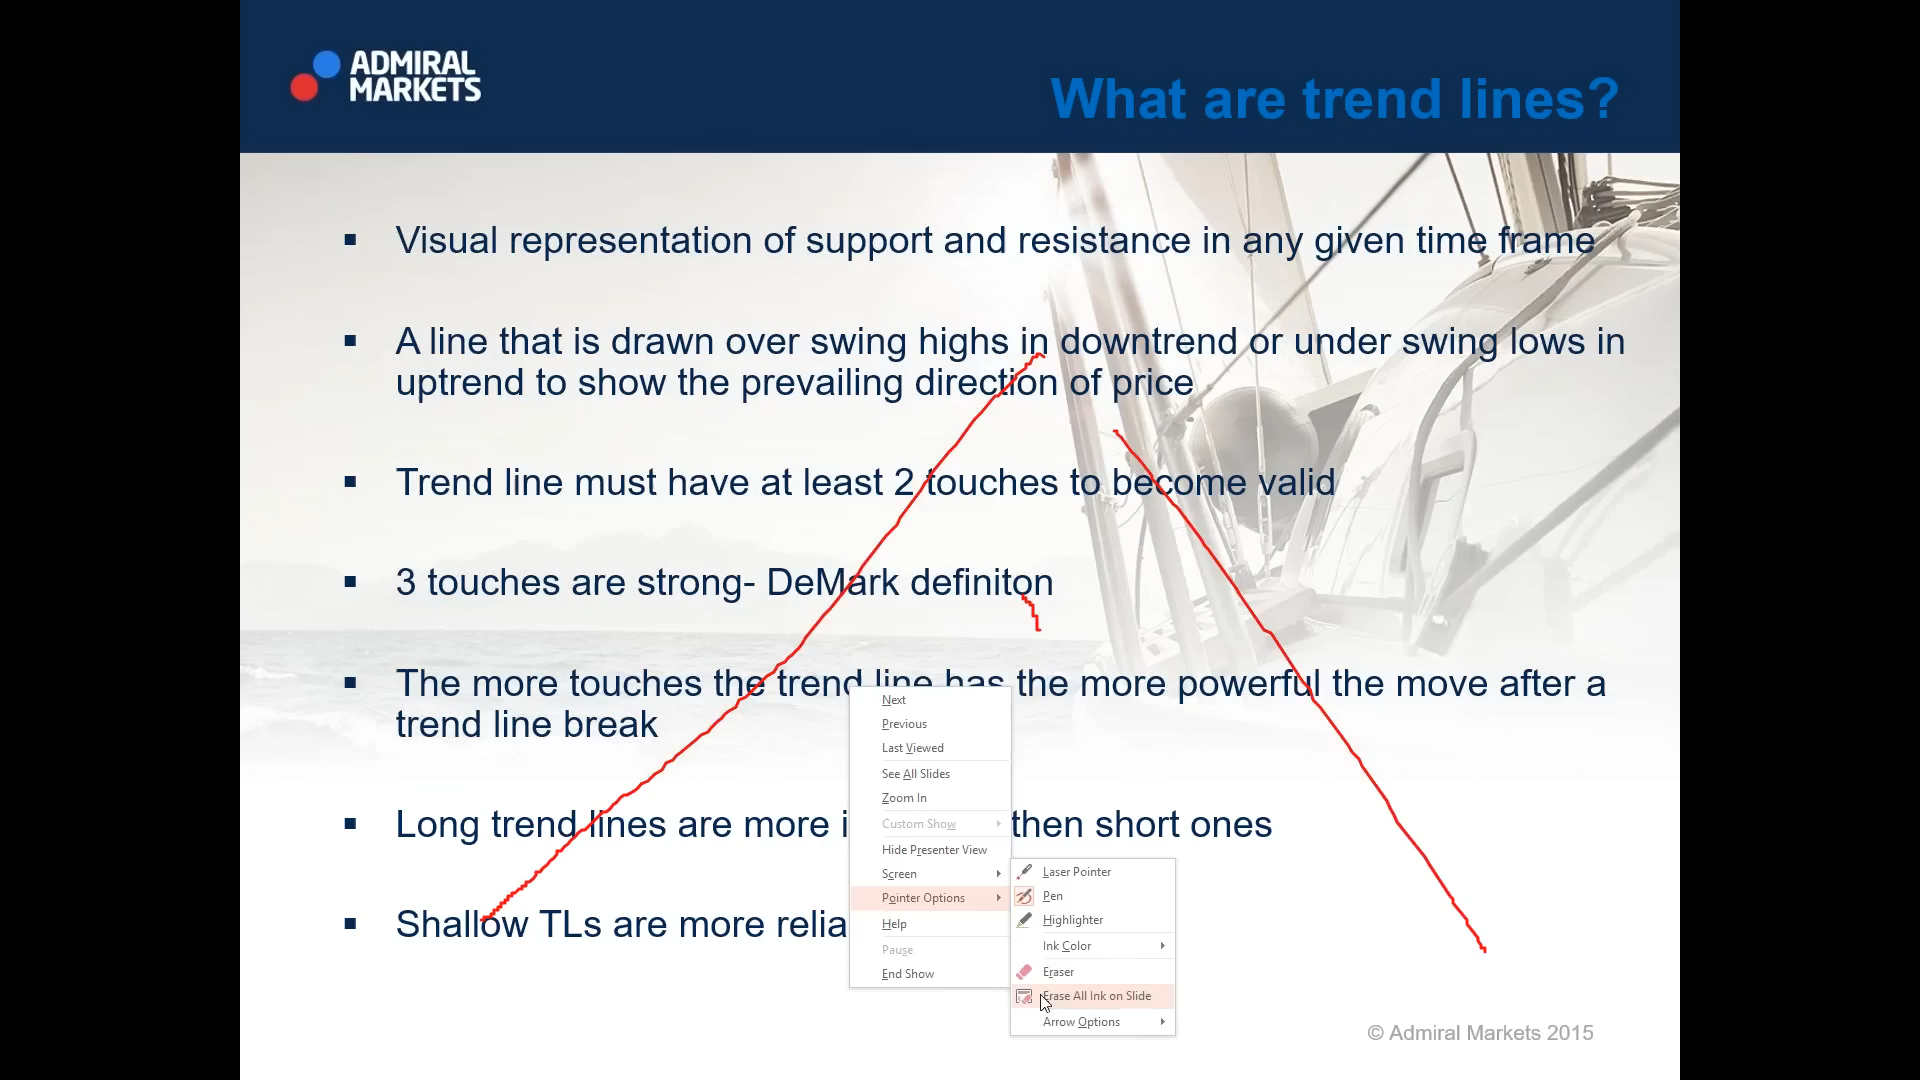 ADMIRAL
MARKETS
What are trend lines?
▪ Visual representation of support and resistance in any given time frame
▪ A line that is drawn over swing highs in downtrend or under swing lows in
uptrend to show the prevailing direction of price
▪ Trend line must have at least 2 touches to become valid
▪ 3 touches are strong- DeMark definiton
▪ The more touches the trend line has the more powerful the move after a
trend line break
▪ Long trend lines are more then short ones
▪ Shallow TLs are more
Next
Previous
Last Viewed
See All Slides
Zoom In
Custom Show
Hide Presenter View
Screen
Pointer Options
Help
Pause
End Show
Laser Pointer
Pen
Highlighter
Ink Color
Eraser
Erase All Ink on Slide
Arrow Options
© Admiral Markets 2015